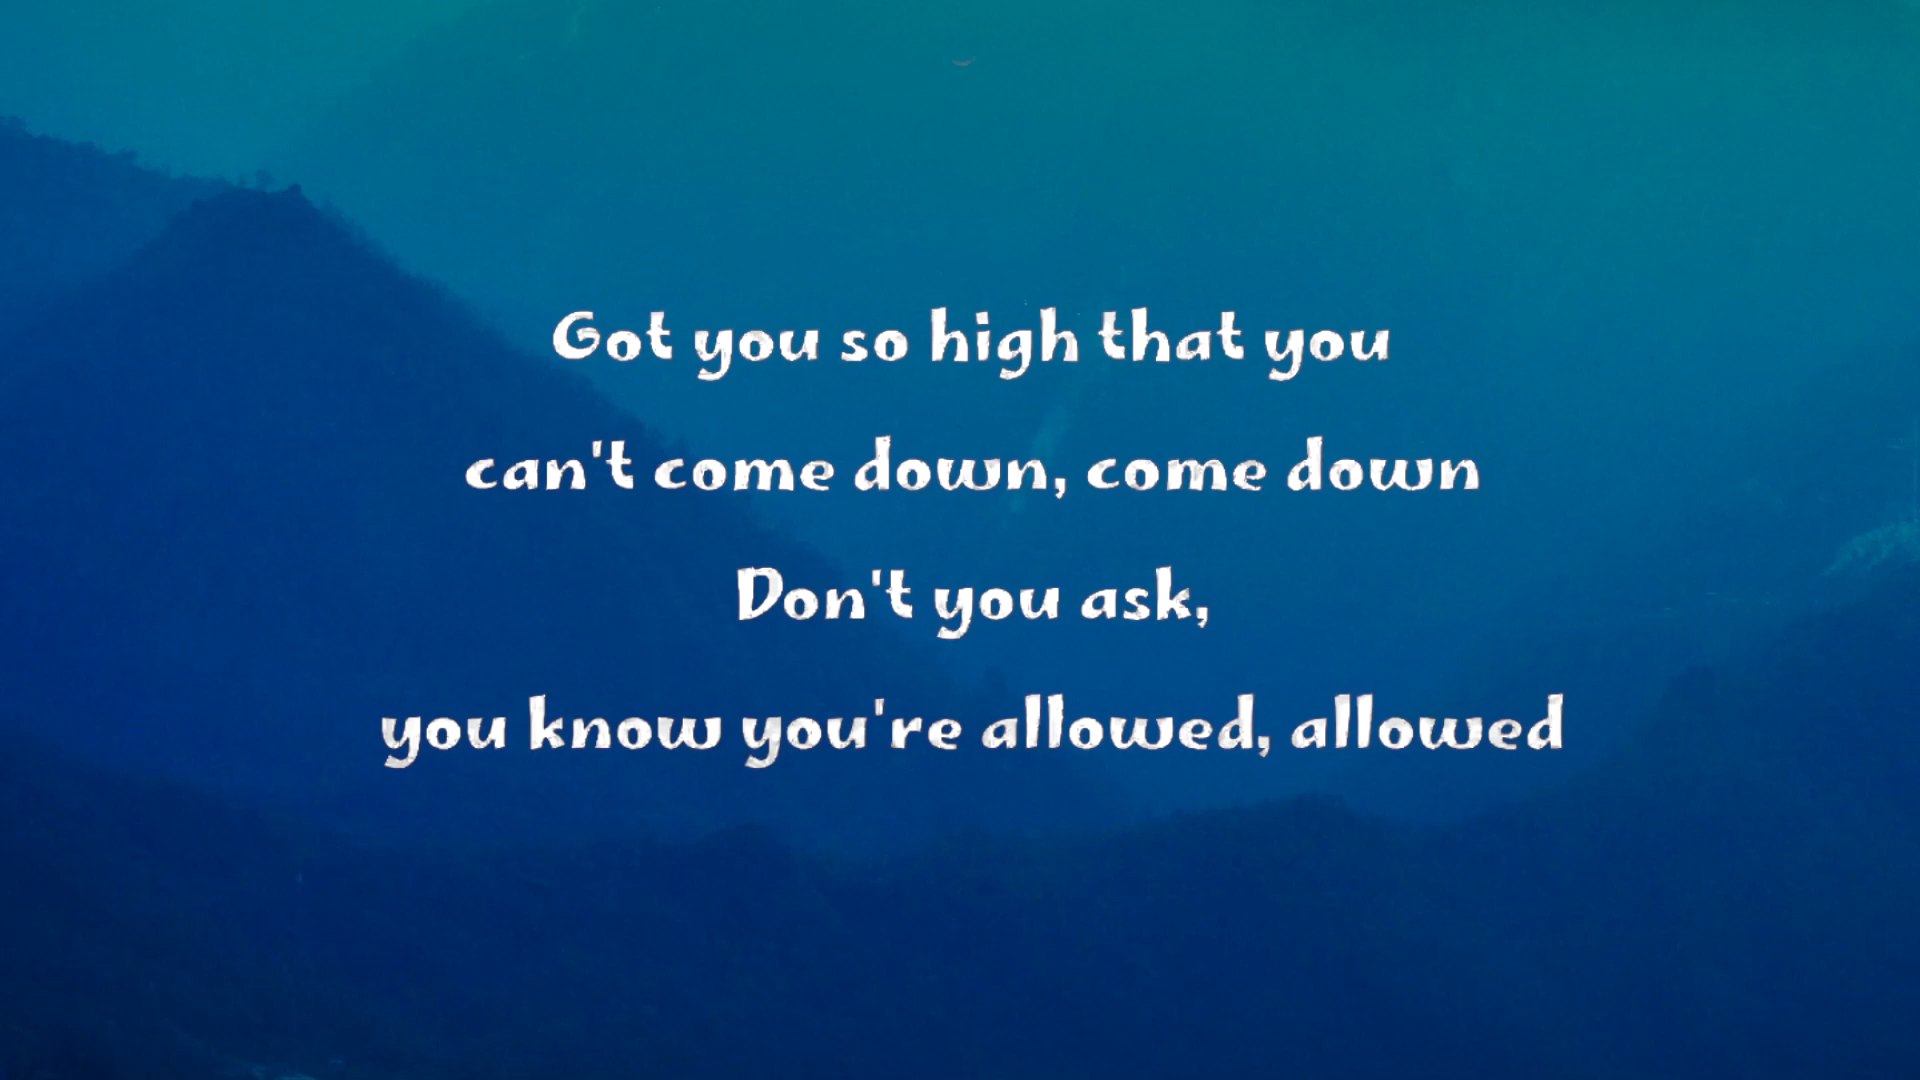 Got you so high that you
can't come down, come down
Don't you ask,
you know you're allowed, allowed